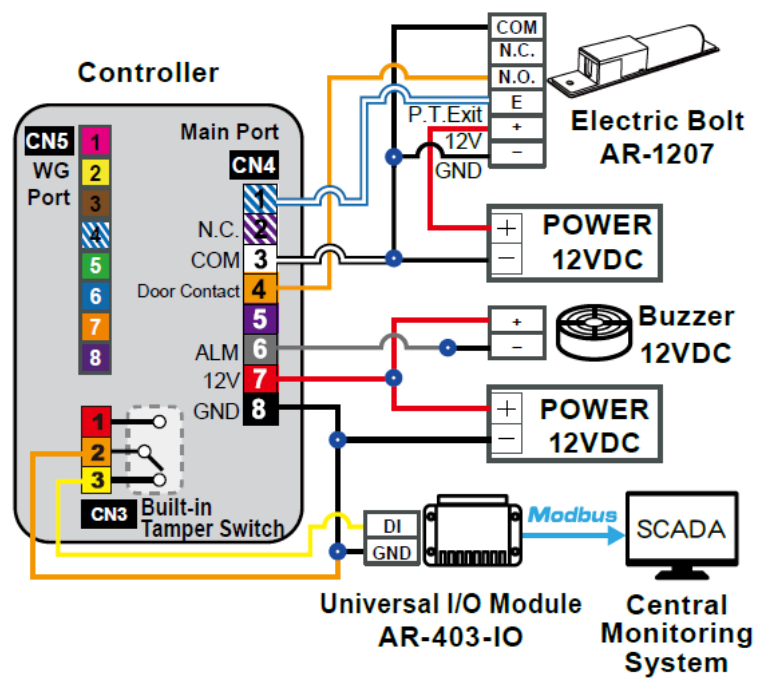 Controller
CN5
WG
Port
1
2
3
4
5
6
7
8
Main Port
CN4
1
N.C. 2
COM 3
Door Contact 4
5
ALM 6
12V 7
GND 8
1
2
3
CN3
Built-in
Tamper Switch
COM
N.C.
N.O.
E
P.T.Exit
+
12V
−
GND
Electric Bolt
AR-1207
+ POWER
− 12VDC
+
−
Buzzer
12VDC
+ POWER
− 12VDC
DI
GND
Universal I/O Module
AR-403-IO
Modbus
SCADA
Central
Monitoring
System